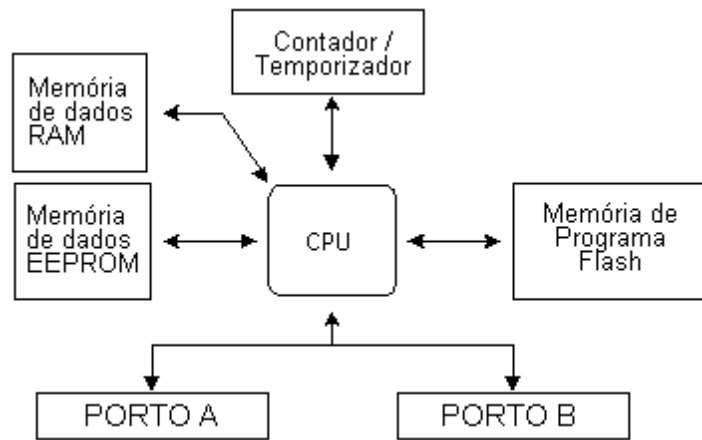 Contador /
Temporizador
Memória
de dados
RAM
Memória
de dados
EEPROM
CPU
Memória de
Programa
Flash
PORTO A
PORTO B